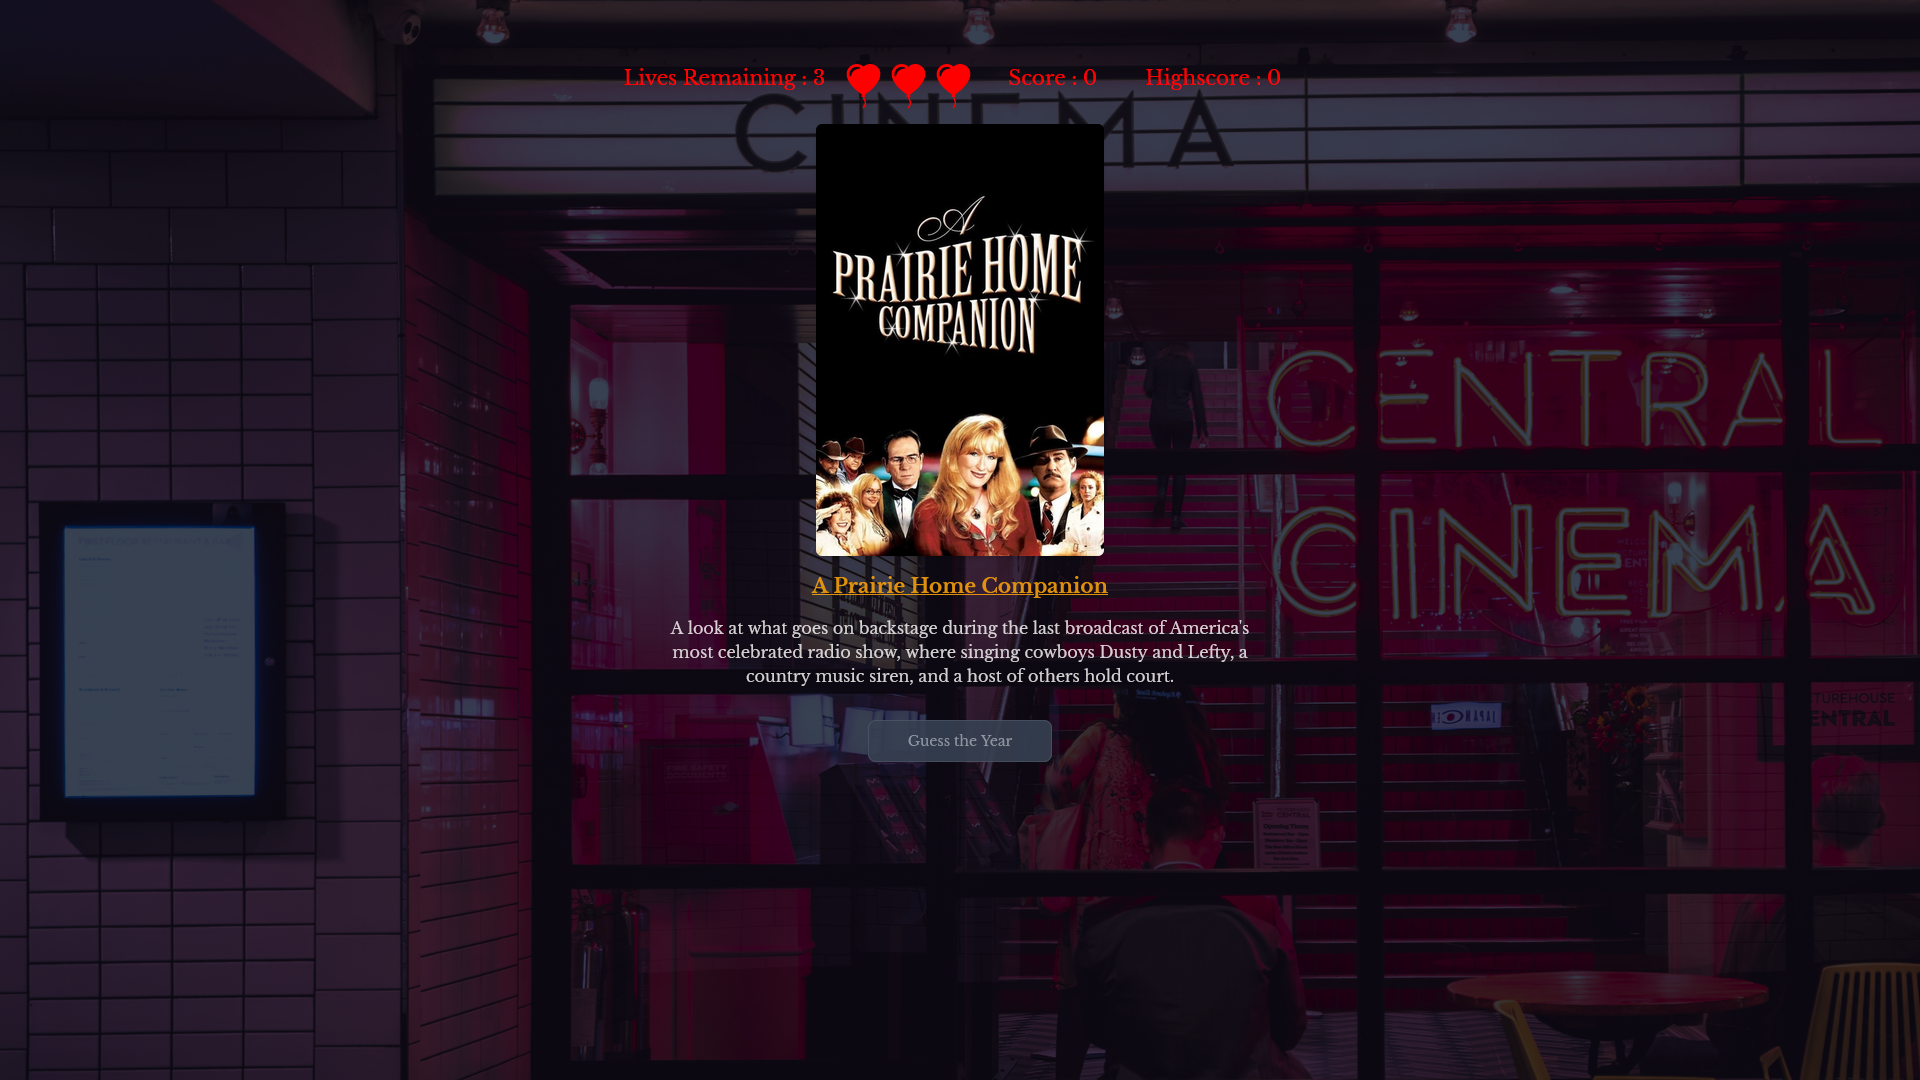 Lives Remaining : 3
Score : 0
Highscore : 0
CINEMA
A
PRAIRIE HOME
COMPANION
CENTRAL
CINEMA
A Prairie Home Companion
A look at what goes on backstage during the last broadcast of America's
most celebrated radio show, where singing cowboys Dusty and Lefty, a
country music siren, and a host of others hold court.
Guess the Year
TUREHOUSE
ENTRAL